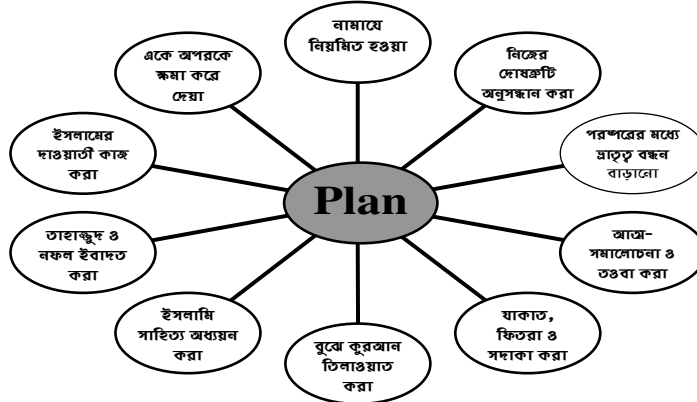 নামাযে
নিয়মিত হওয়া
নিজের
দোষত্রুটি
অনুসন্ধান করা
পরষ্পরের মধ্যে
ভ্রাতৃত্ব বন্ধন
বাড়ানো
আত্ম-
সমালোচনা ও
তওবা করা
যাকাত,
ফিতরা ও
সদাকা করা
বুঝে কুরআন
তিলাওয়াত
করা
ইসলামি
সাহিত্য অধ্যয়ন
করা
তাহাজ্জুদ ও
নফল ইবাদত
করা
ইসলামের
দাওয়াতী কাজ
করা
একে অপরকে
ক্ষমা করে
দেয়া
Plan